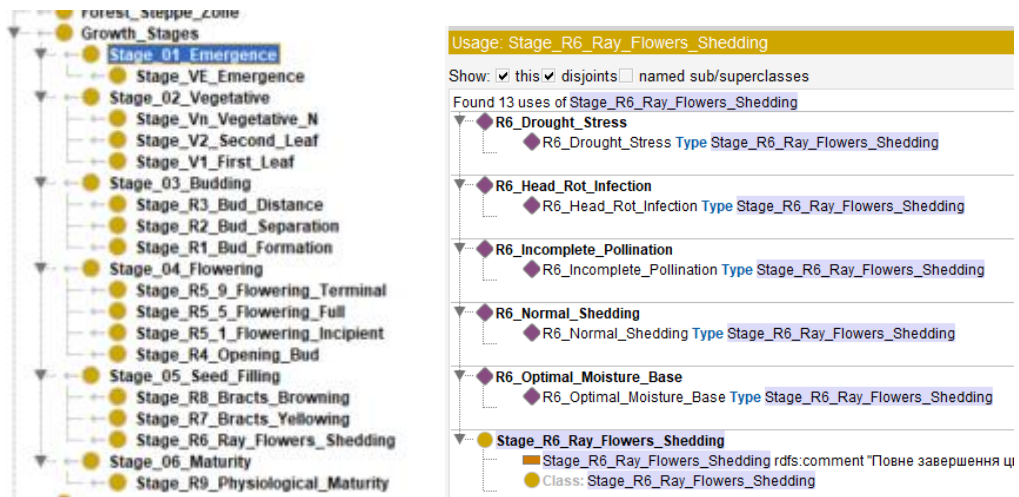 Forest_Steppe_Zone
Growth_Stages
Stage_01_Emergence
Stage_VE_Emergence
Stage_02_Vegetative
Stage_Vn_Vegetative_N
Stage_V2_Second_Leaf
Stage_V1_First_Leaf
Stage_03_Budding
Stage_R3_Bud_Distance
Stage_R2_Bud_Separation
Stage_R1_Bud_Formation
Stage_04_Flowering
Stage_R5_9_Flowering_Terminal
Stage_R5_5_Flowering_Full
Stage_R5_1_Flowering_Incipient
Stage_R4_Opening_Bud
Stage_05_Seed_Filling
Stage_R8_Bracts_Browning
Stage_R7_Bracts_Yellowing
Stage_R6_Ray_Flowers_Shedding
Stage_06_Maturity
Stage_R9_Physiological_Maturity
Usage: Stage_R6_Ray_Flowers_Shedding
Show: this disjoints named sub/superclasses
Found 13 uses of Stage_R6_Ray_Flowers_Shedding
R6_Drought_Stress
R6_Drought_Stress Type Stage_R6_Ray_Flowers_Shedding
R6_Head_Rot_Infection
R6_Head_Rot_Infection Type Stage_R6_Ray_Flowers_Shedding
R6_Incomplete_Pollination
R6_Incomplete_Pollination Type Stage_R6_Ray_Flowers_Shedding
R6_Normal_Shedding
R6_Normal_Shedding Type Stage_R6_Ray_Flowers_Shedding
R6_Optimal_Moisture_Base
R6_Optimal_Moisture_Base Type Stage_R6_Ray_Flowers_Shedding
Stage_R6_Ray_Flowers_Shedding
Stage_R6_Ray_Flowers_Shedding rdfs:comment "Повне завершення
Class: Stage_R6_Ray_Flowers_Shedding